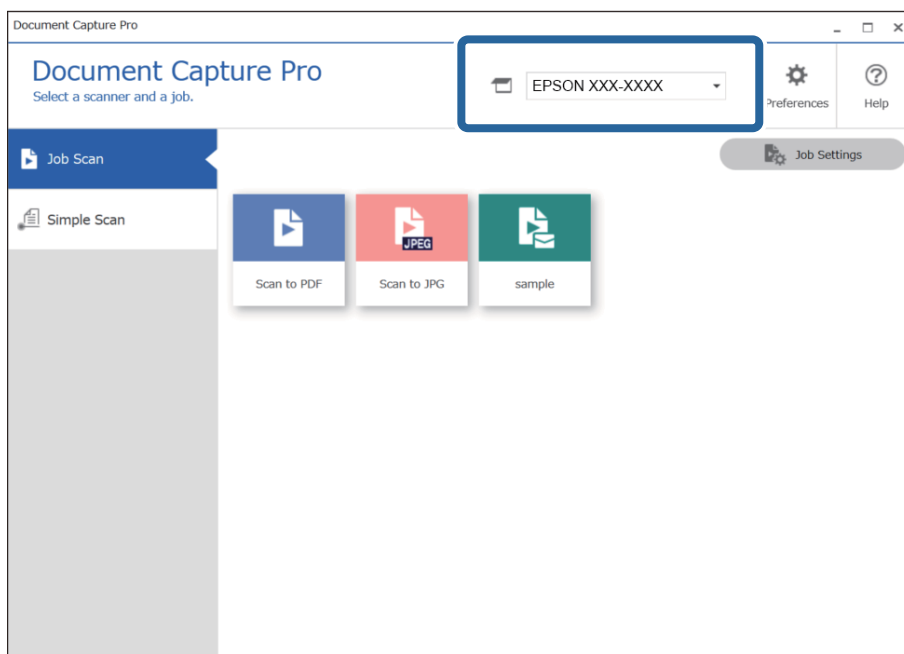 Document Capture Pro
Document Capture Pro
Select a scanner and a job.
EPSON XXX-XXXX
Preferences
Help
Job Scan
Job Settings
Simple Scan
JPEG
Scan to PDF
Scan to JPG
sample